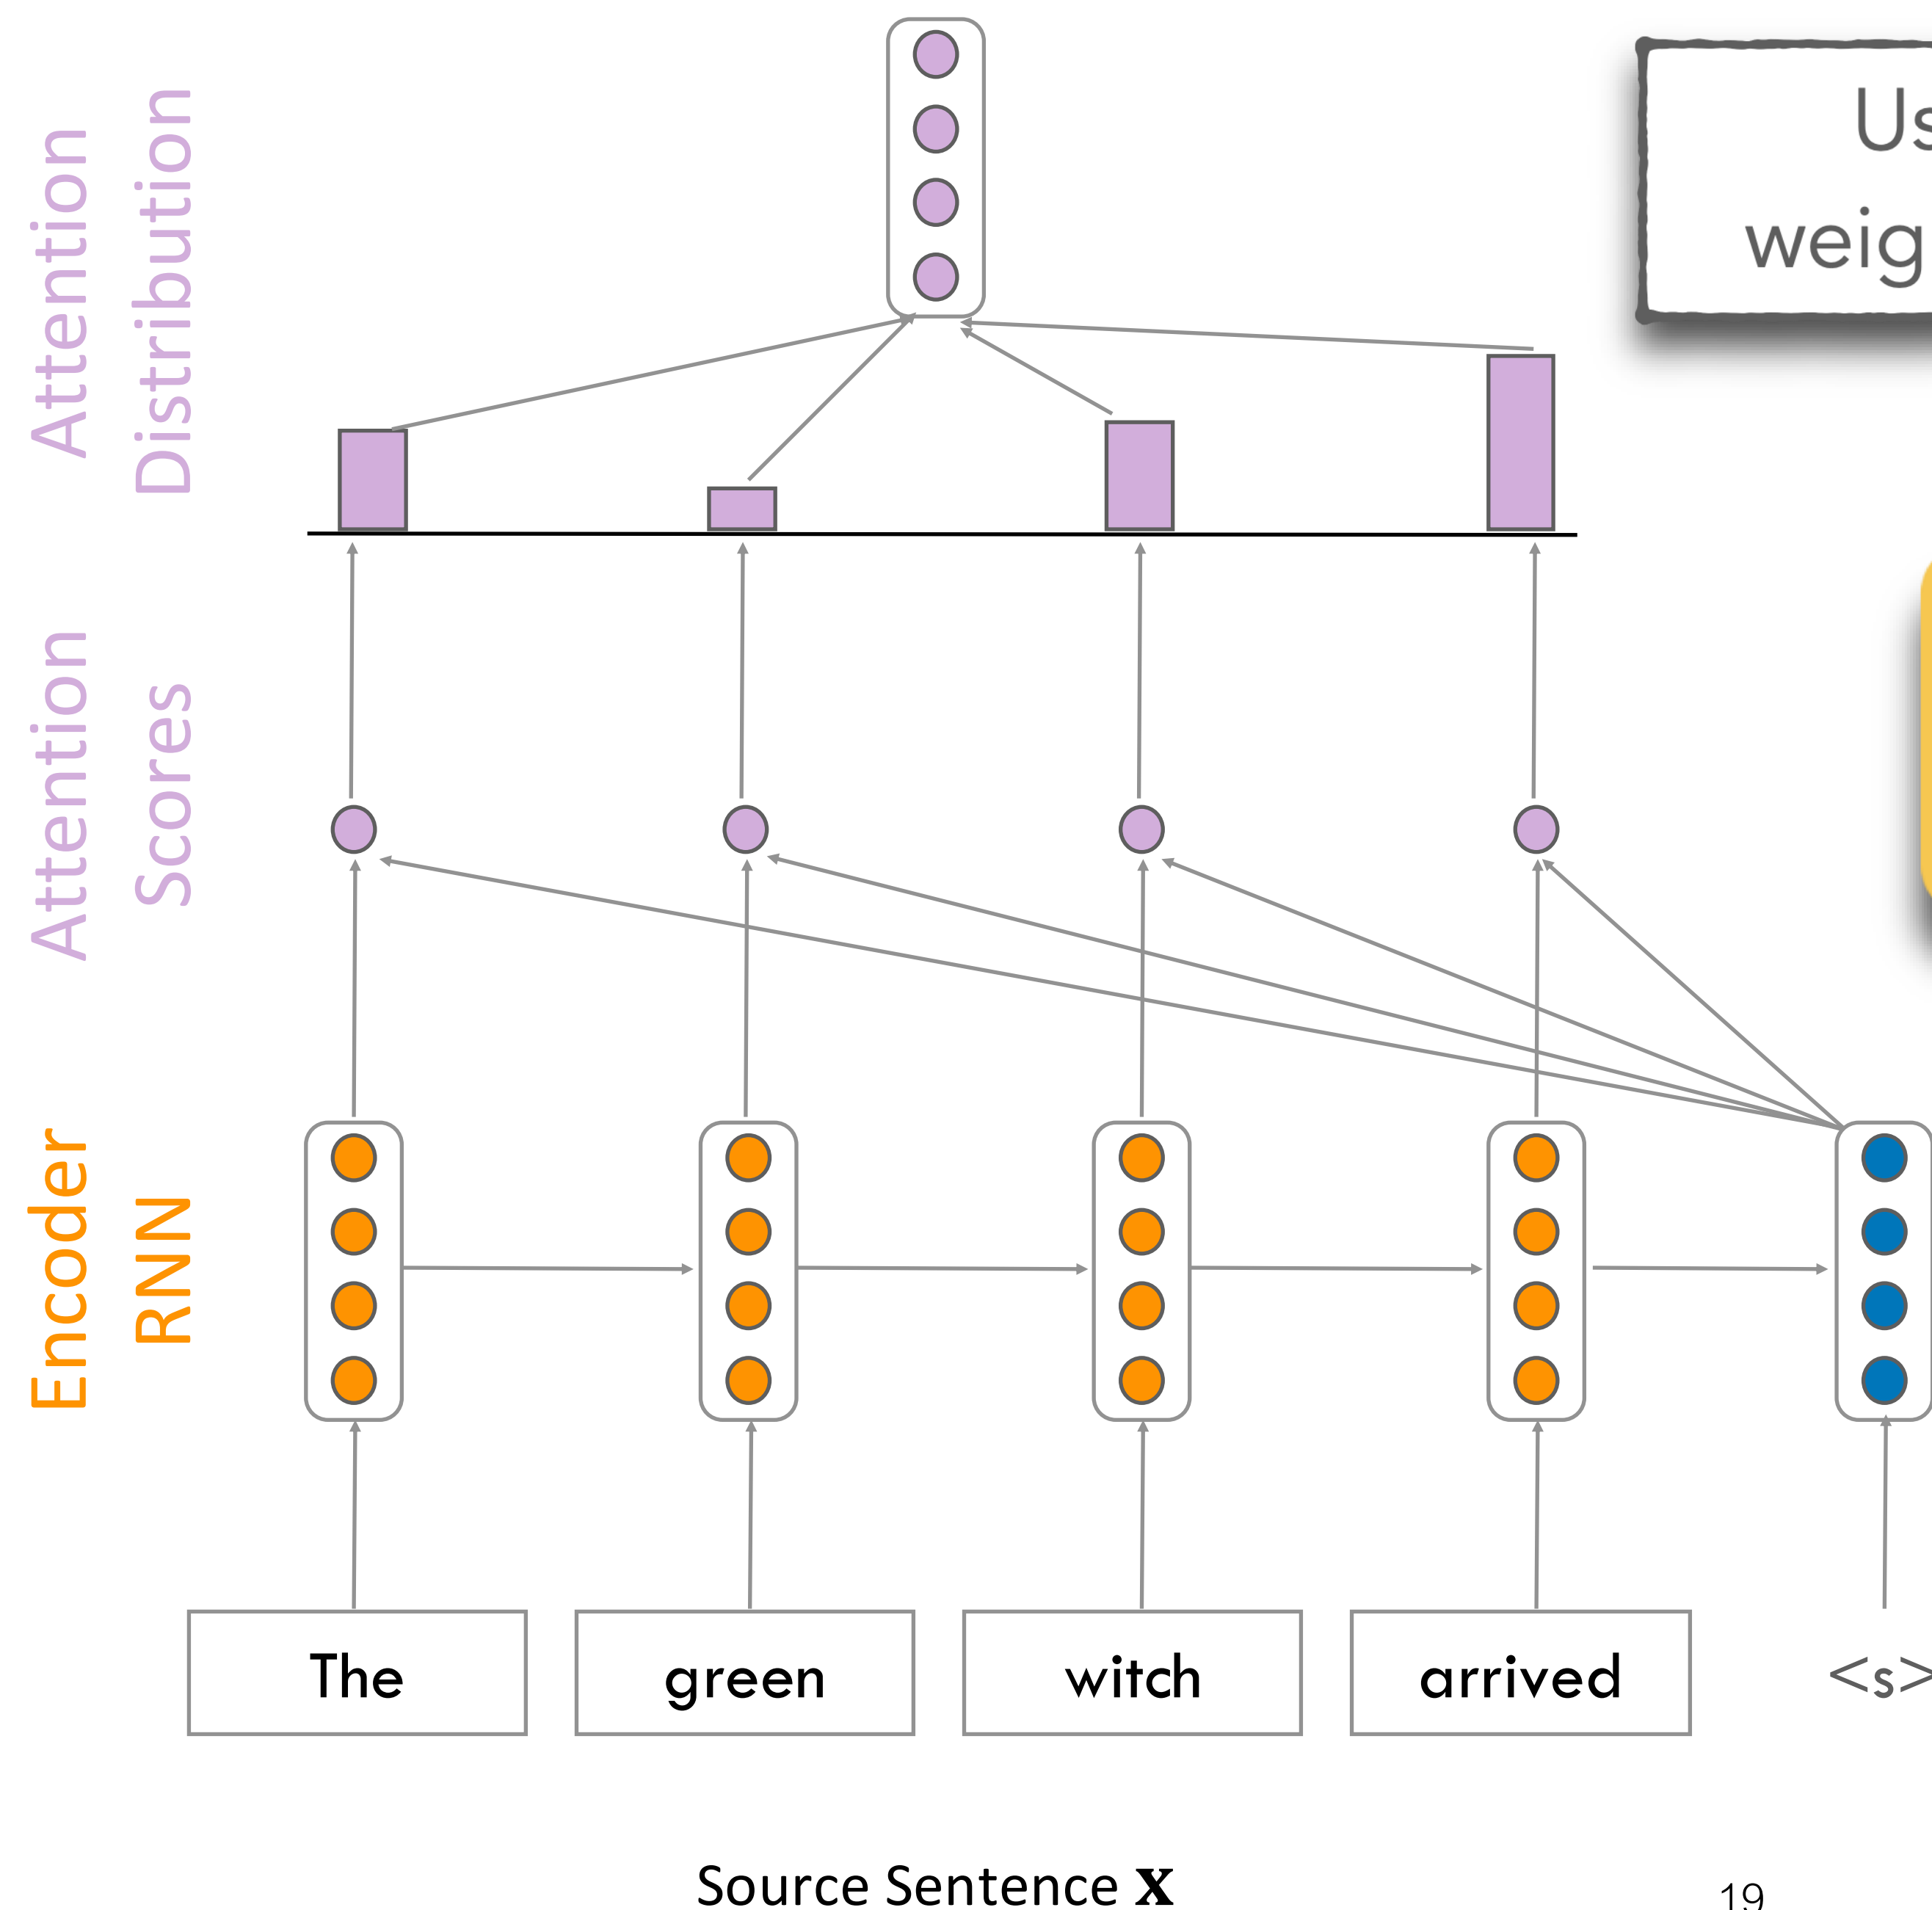 Attention
Distribution
Attention
Scores
Encoder
RNN
The
green
witch
arrived
<s>
Source Sentence x
19